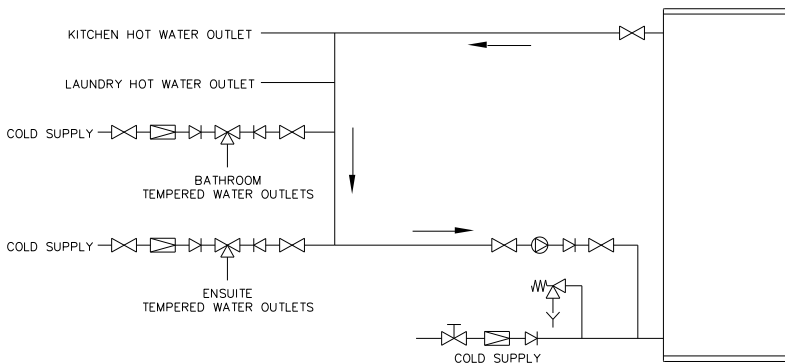 KITCHEN HOT WATER OUTLET
LAUNDRY HOT WATER OUTLET
COLD SUPPLY
BATHROOM
TEMPERED WATER OUTLETS
COLD SUPPLY
ENSUITE
TEMPERED WATER OUTLETS
COLD SUPPLY